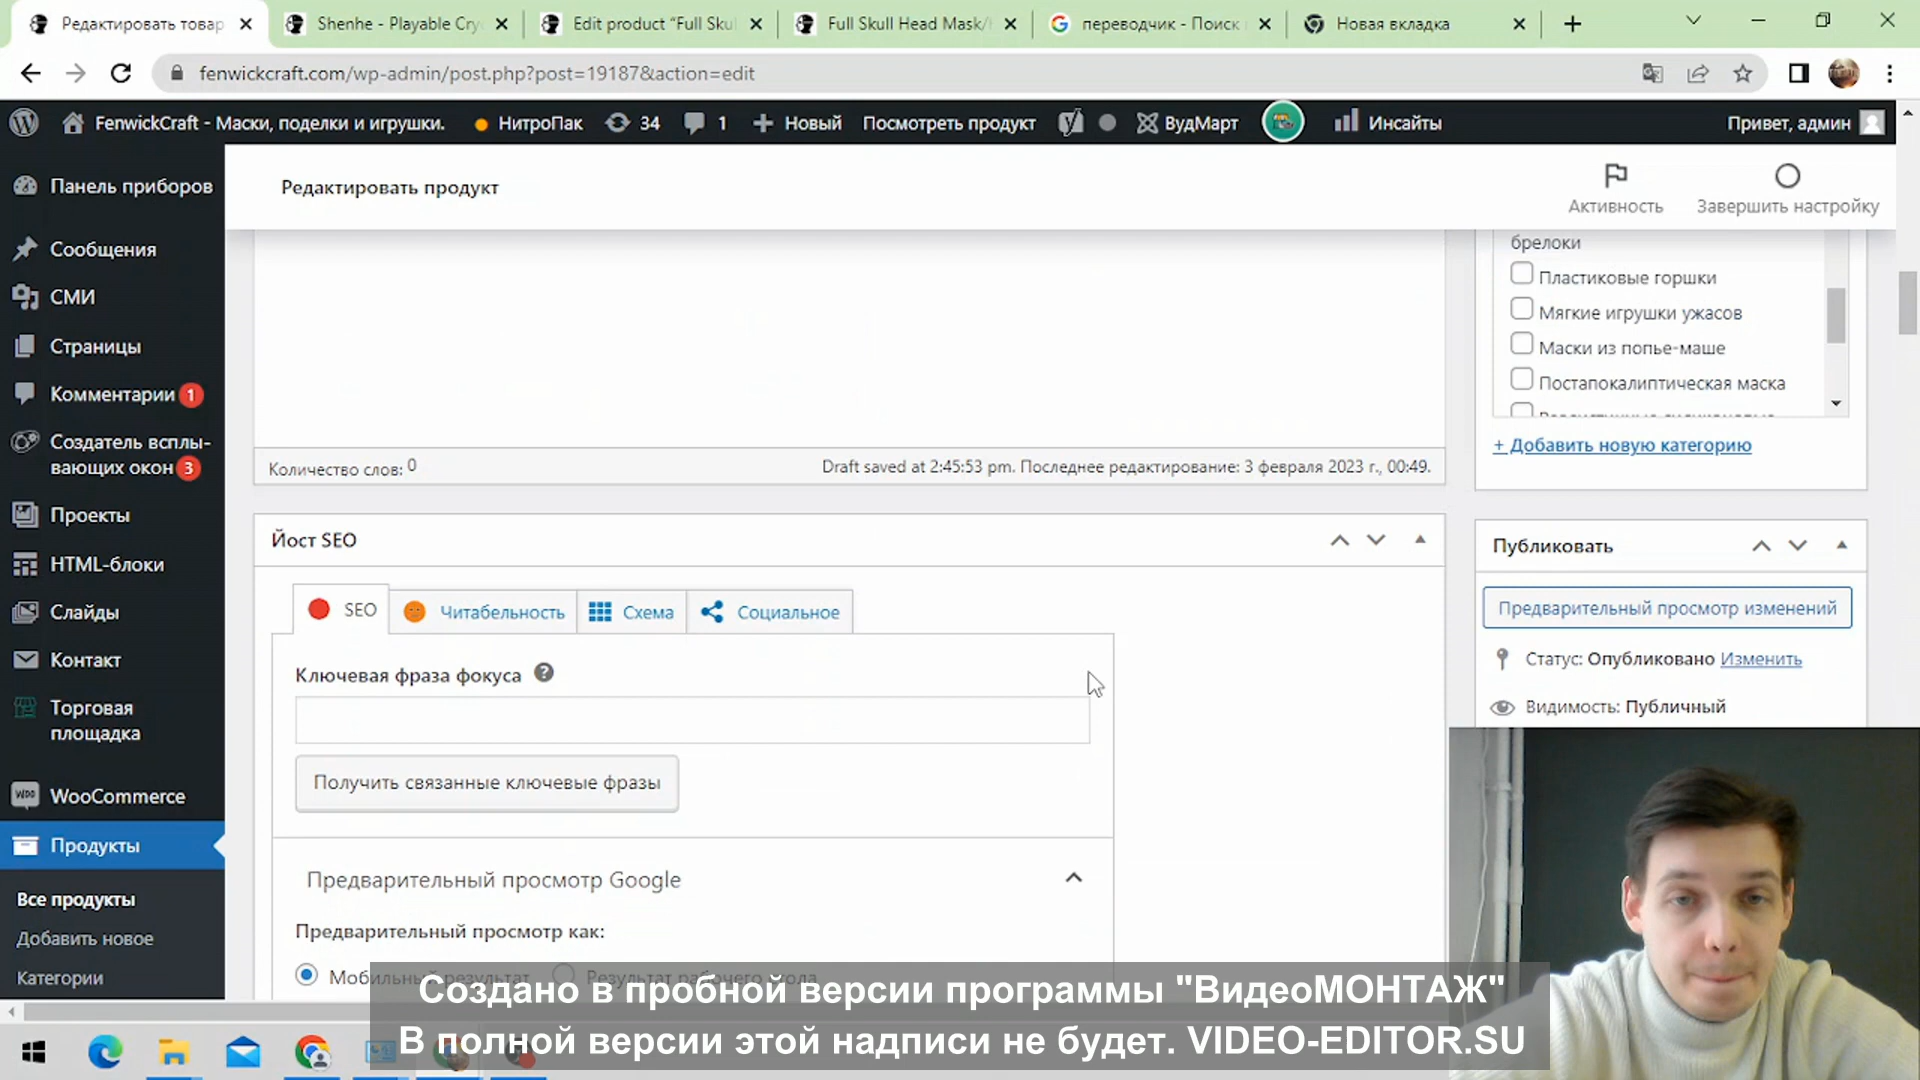 Редактировать товар
Shenhe - Playable Cry
Edit product “Full Sku
Full Skull Head Mask/
переводчик - Поиск
Новая вкладка
fenwickcraft.com/wp-admin/post.php?post=19187&action=edit
FenwickCraft - Маски, поделки и игрушки.
НитроПак
34
1
Новый
Посмотреть продукт
ВудМарт
Инсайты
Привет, админ
Панель приборов
Сообщения
СМИ
Страницы
Комментарии 1
Создатель всплы-
вающих окон 3
Проекты
HTML-блоки
Слайды
Контакт
Торговая
площадка
WooCommerce
Продукты
Все продукты
Добавить новое
Категории
Редактировать продукт
Активность
Завершить настройку
Количество слов: 0
Draft saved at 2:45:53 pm. Последнее редактирование: 3 февраля 2023 г., 00:49.
Йост SEO
SEO
Читабельность
Схема
Социальное
Ключевая фраза фокуса
Получить связанные ключевые фразы
Предварительный просмотр Google
Предварительный просмотр как:
Мобильный результат
Результат рабочего стола
брелоки
Пластиковые горшки
Мягкие игрушки ужасов
Маски из попье-маше
Постапокалиптическая маска
+ Добавить новую категорию
Публиковать
Предварительный просмотр изменений
Статус: Опубликовано Изменить
Видимость: Публичный
Создано в пробной версии программы "ВидеоМОНТАЖ"
В полной версии этой надписи не будет. VIDEO-EDITOR.SU